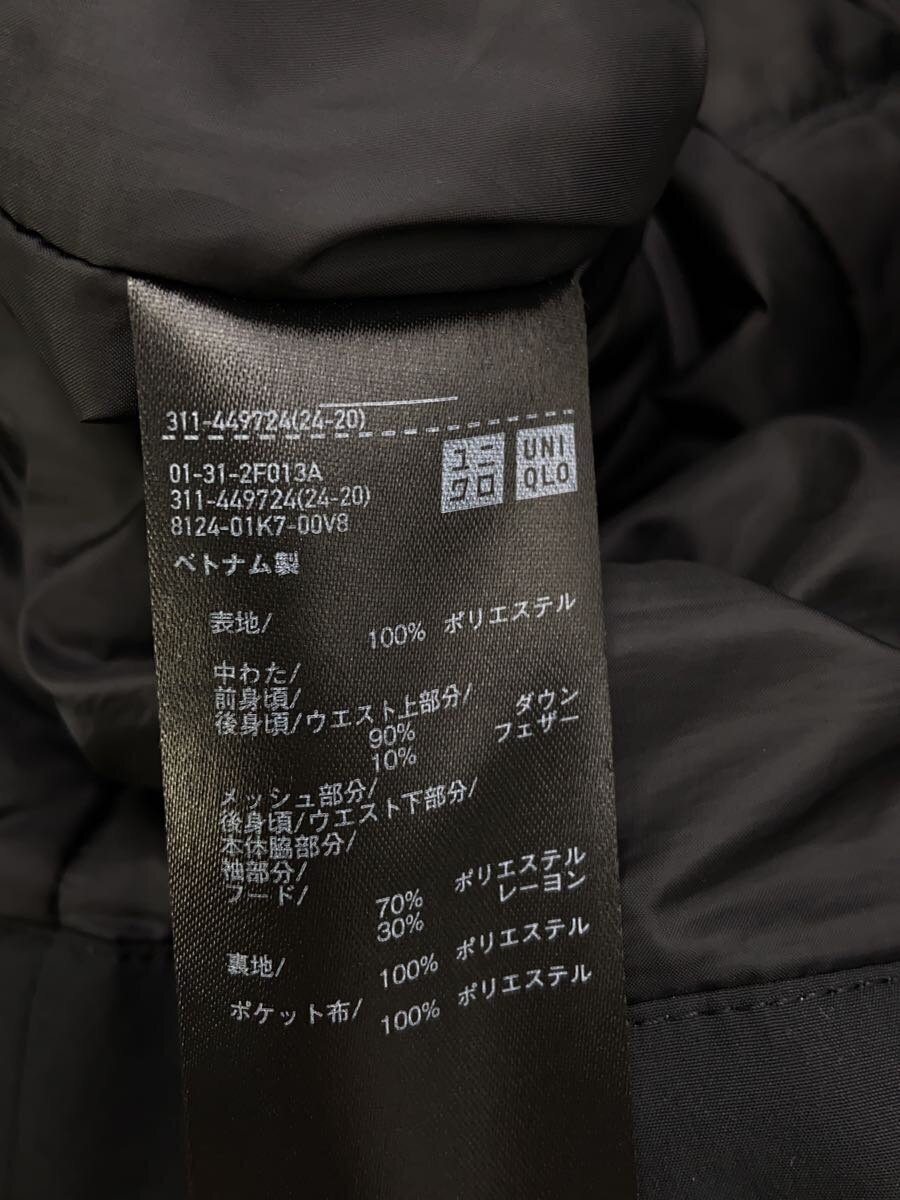 311-449724(24-20)
ユニ
クロ
UNI
QLO
01-31-2F013A
311-449724(24-20)
8124-01K7-00V8
ベトナム製
表地/ 100% ポリエステル
中わた/
前身頃/
後身頃/ウエスト上部分/
90% ダウン
10% フェザー
メッシュ部分/
後身頃/ウエスト下部分/
本体脇部分/
袖部分/
フード/ 70% ポリエステル
30% レーヨン
裏地/ 100% ポリエステル
ポケット布/ 100% ポリエステル